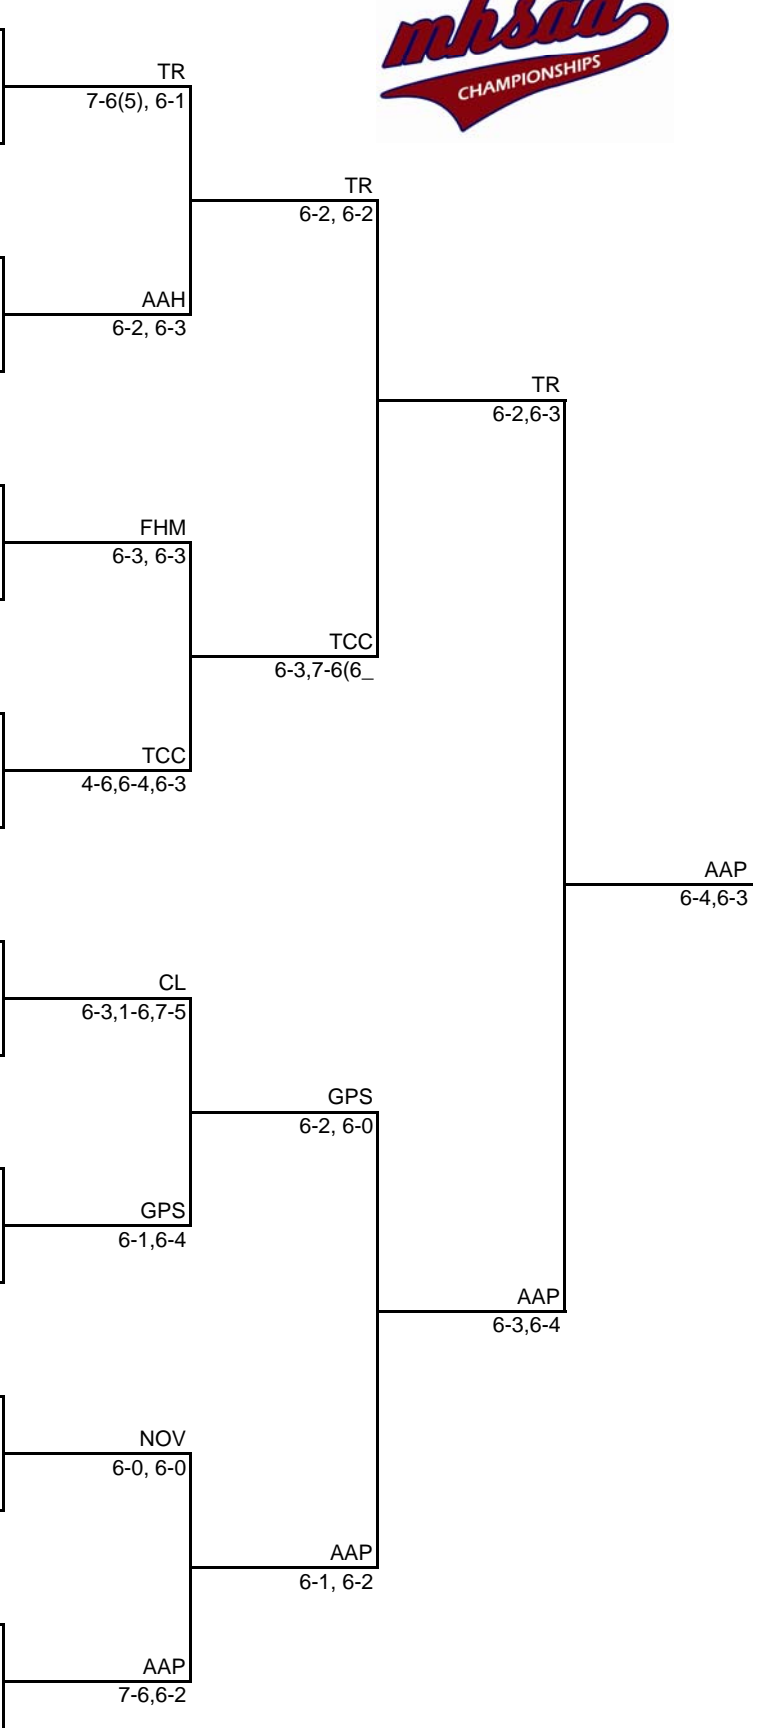 mhsaa
CHAMPIONSHIPS
TR
7-6(5), 6-1
TR
6-2, 6-2
AAH
6-2, 6-3
TR
6-2,6-3
FHM
6-3, 6-3
TCC
6-3,7-6(6_
TCC
4-6,6-4,6-3
AAP
6-4,6-3
CL
6-3,1-6,7-5
GPS
6-2, 6-0
GPS
6-1,6-4
AAP
6-3,6-4
NOV
6-0, 6-0
AAP
6-1, 6-2
AAP
7-6,6-2